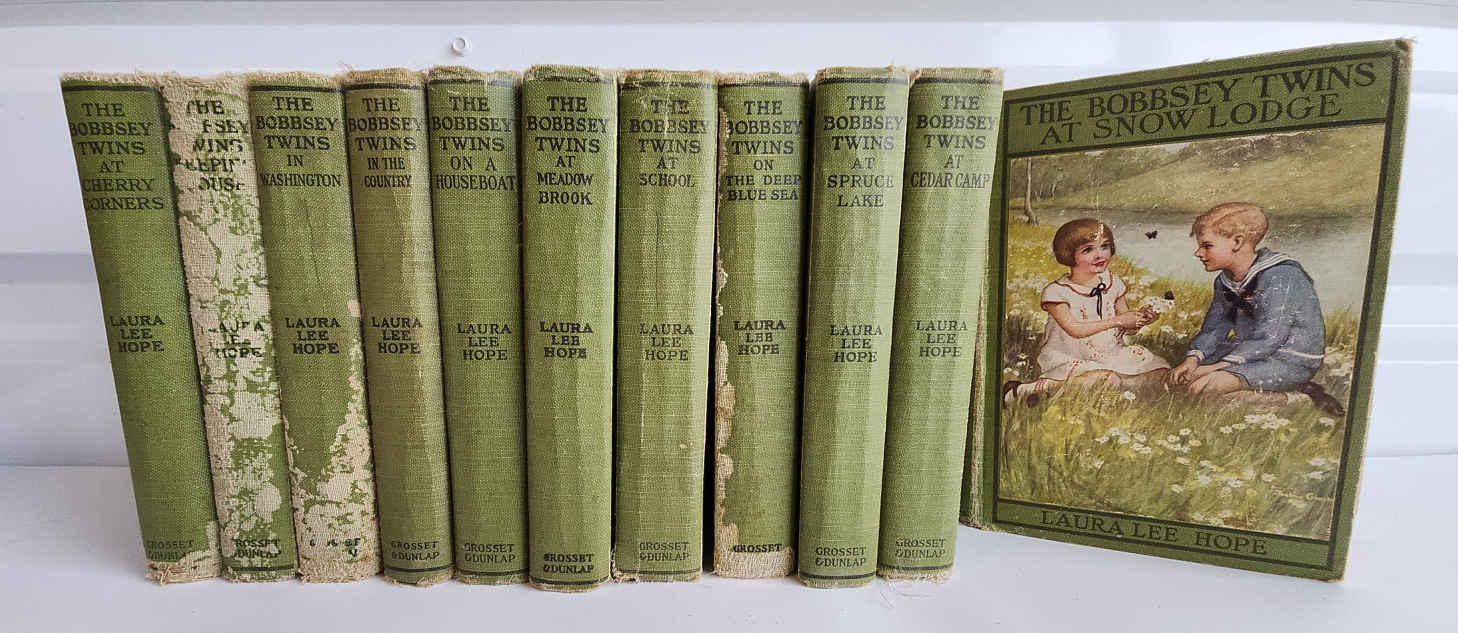 THE
BOBBSEY
TWINS
AT
CHERRY
CORNERS
LAURA
LEE
HOPE
GROSSET
&DUNLAP
THE
LAURA
HOPE
GROSSET
&DUNLAP
THE
BOBBSEY
TWINS
IN
WASHINGTON
LAURA
LEE
HOPE
THE
BOBBSEY
TWINS
IN THE
COUNTRY
LAURA
LEE
HOPE
GROSSET
&DUNLAP
THE
BOBBSEY
TWINS
ON A
HOUSEBOAT
LAURA
LEE
HOPE
GROSSET
&DUNLAP
THE
BOBBSEY
TWINS
AT
MEADOW
BROOK
LAURA
LEE
HOPE
GROSSET
&DUNLAP
THE
BOBBSEY
TWINS
AT
SCHOOL
LAURA
LEE
HOPE
GROSSET
&DUNLAP
THE
BOBBSEY
TWINS
ON
THE DEEP
BLUE SEA
LAURA
LEE
HOPE
GROSSET
THE
BOBBSEY
TWINS
AT
SPRUCE
LAKE
LAURA
LEE
HOPE
GROSSET
&DUNLAP
THE
BOBBSEY
TWINS
AT
CEDAR CAMP
LAURA
LEE
HOPE
GROSSET
&DUNLAP
THE BOBBSEY TWINS
AT SNOW LODGE
LAURA LEE HOPE